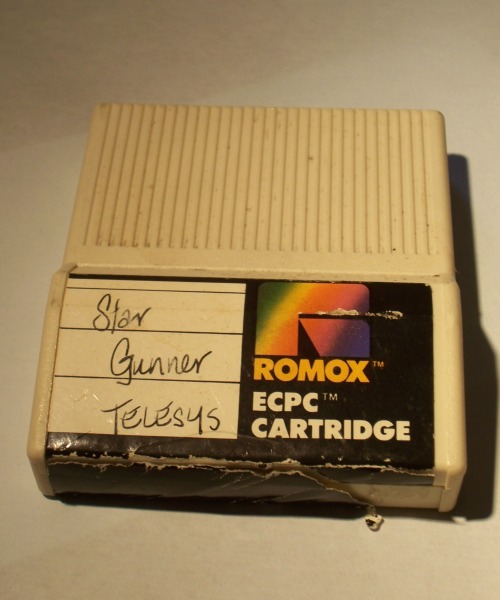 Star
Gunner
TELESYS
ROMOX™
ECPC™
CARTRIDGE